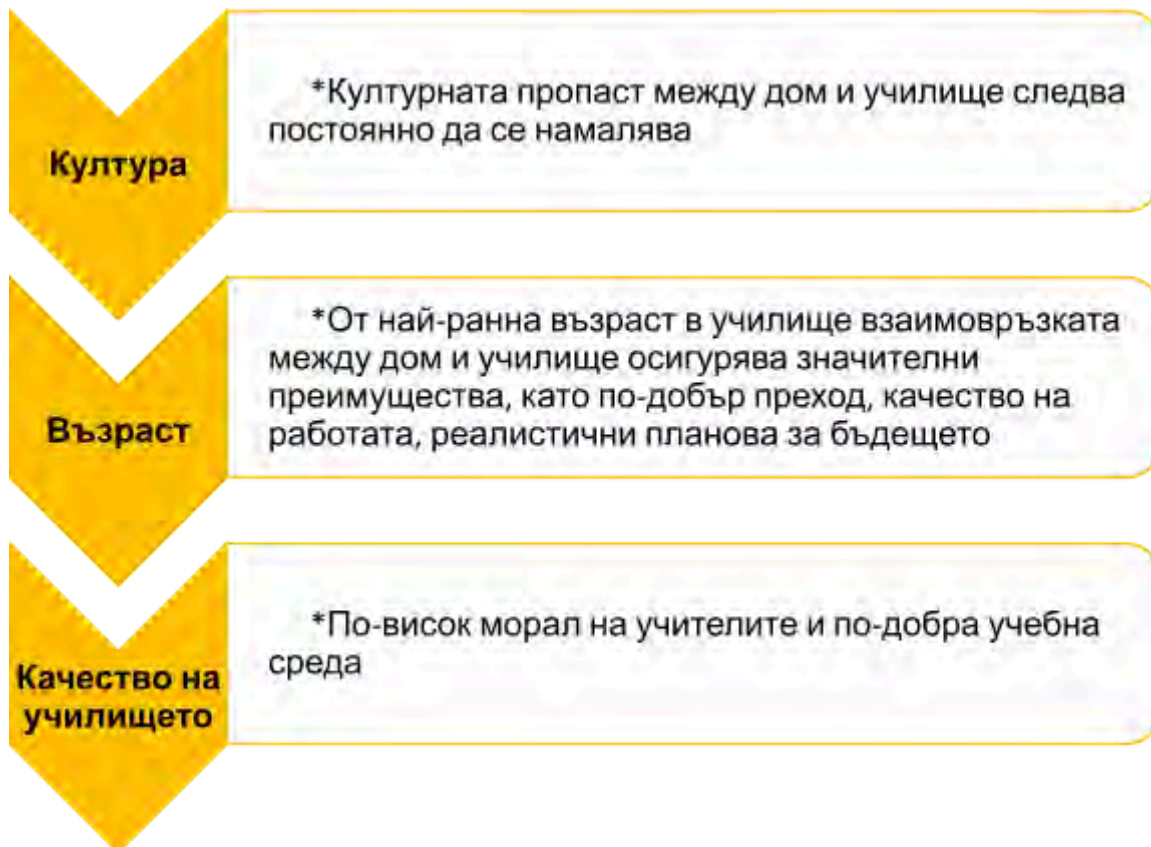 Култура
*Културната пропаст между дом и училище следва
постоянно да се намалява
Възраст
*От най-ранна възраст в училище взаимовръзката
между дом и училище осигурява значителни
преимущества, като по-добър преход, качество на
работата, реалистични планова за бъдещето
Качество на
училището
*По-висок морал на учителите и по-добра учебна
среда